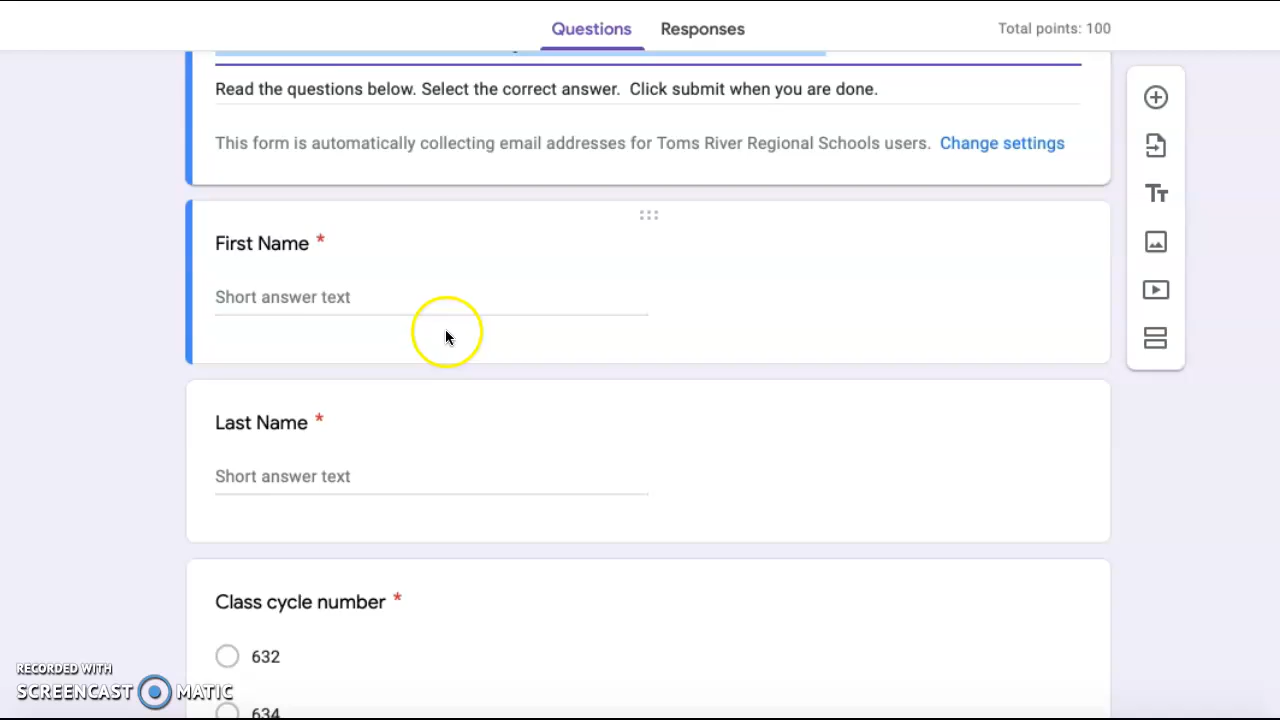 Questions Responses Total points: 100
Read the questions below. Select the correct answer. Click submit when you are done.
This form is automatically collecting email addresses for Toms River Regional Schools users. Change settings
First Name *
Short answer text
Last Name *
Short answer text
Class cycle number *
632
634
RECORDED WITH
SCREENCAST MATIC